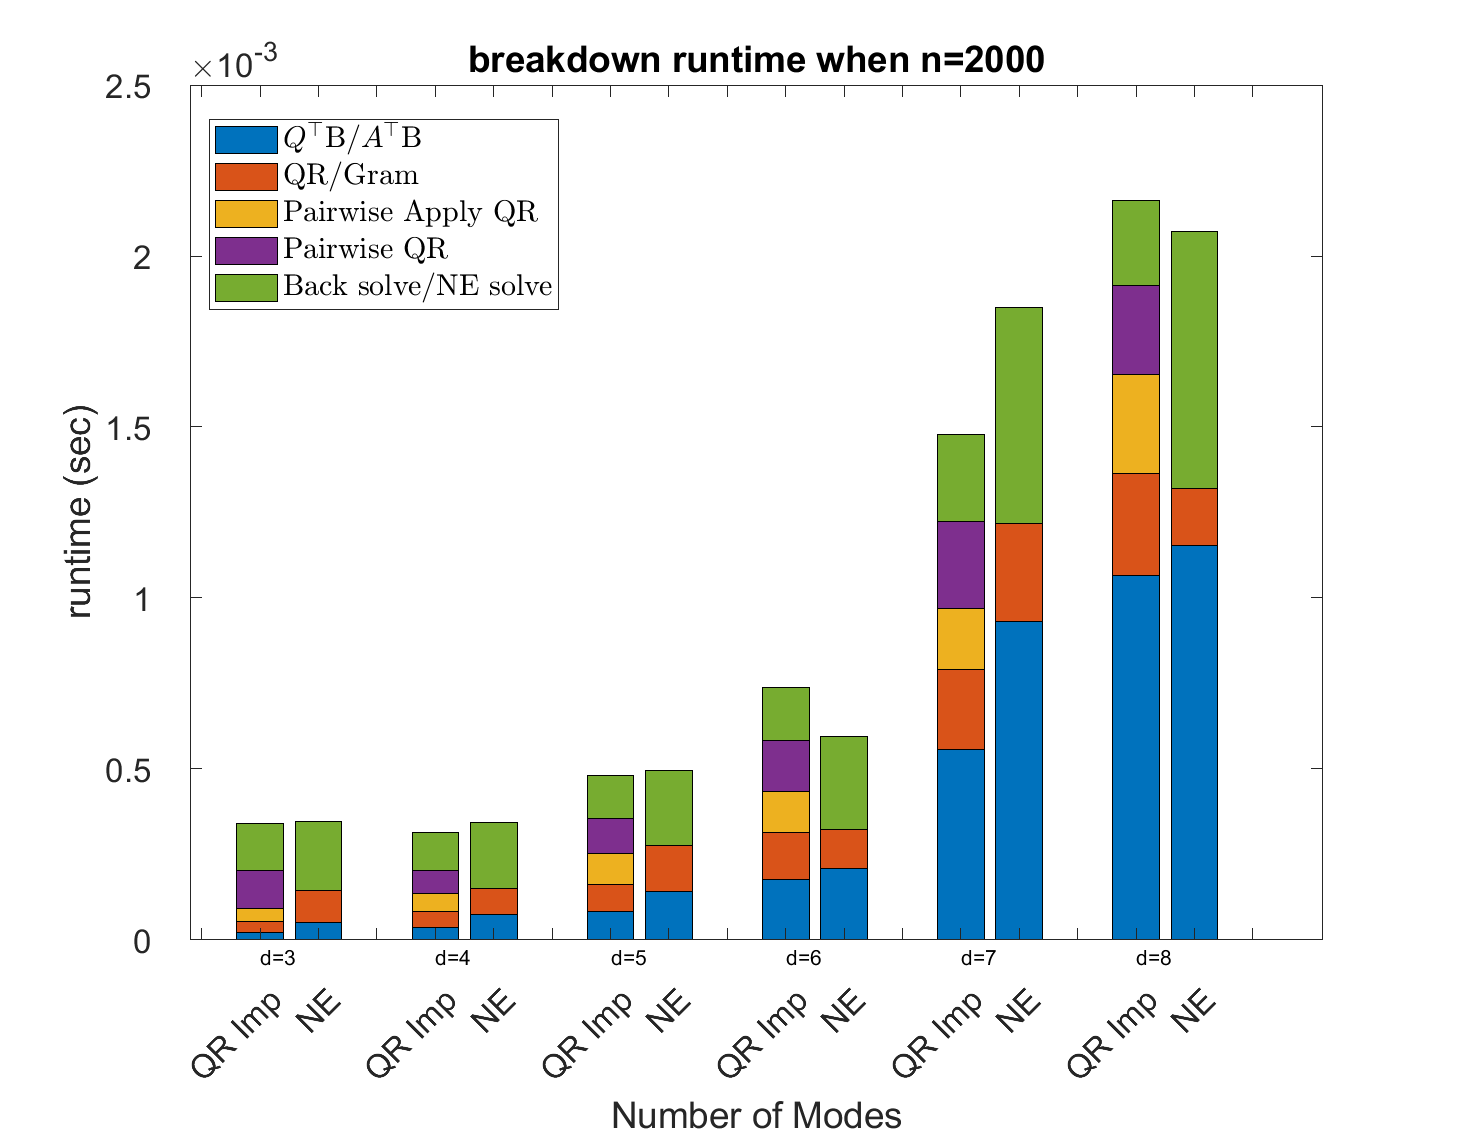 breakdown runtime when n=2000
×10-3
2.5
2
1.5
1
0.5
0
runtime (sec)
Q⊤B/A⊤B
QR/Gram
Pairwise Apply QR
Pairwise QR
Back solve/NE solve
d=3 d=4 d=5 d=6 d=7 d=8
QR Imp NE QR Imp NE QR Imp NE QR Imp NE QR Imp NE QR Imp NE
Number of Modes